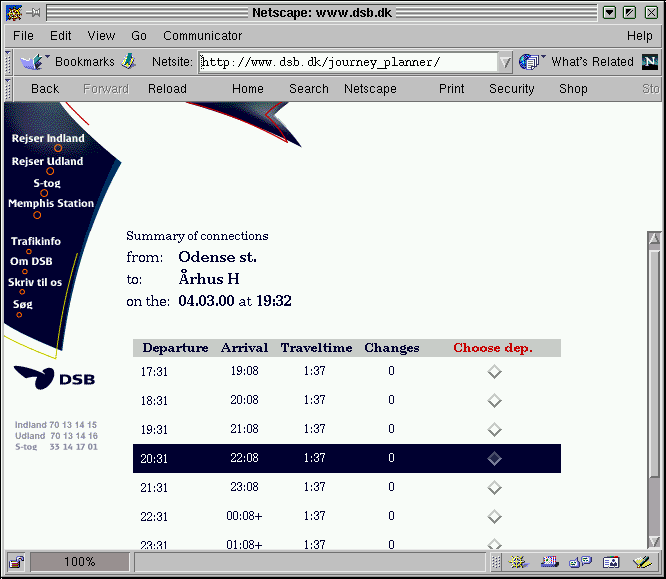 Netscape: www.dsb.dk
File Edit View Go Communicator Help
Bookmarks Netsite: http://www.dsb.dk/journey_planner/ What's Related N
Back Forward Reload Home Search Netscape Print Security Shop Sto
Rejser Indland
Rejser Udland
S-tog
Memphis Station
Trafikinfo
Om DSB
Skriv til os
Søg
DSB
Indland 70 13 14 15
Udland 70 13 14 16
S-tog 33 14 17 01
Summary of connections
from: Odense st.
to: Århus H
on the: 04.03.00 at 19:32
Departure Arrival Traveltime Changes Choose dep.
17:31 19:08 1:37 0
18:31 20:08 1:37 0
19:31 21:08 1:37 0
20:31 22:08 1:37 0
21:31 23:08 1:37 0
22:31 00:08+ 1:37 0
23:31 01:08+ 1:37 0
100%